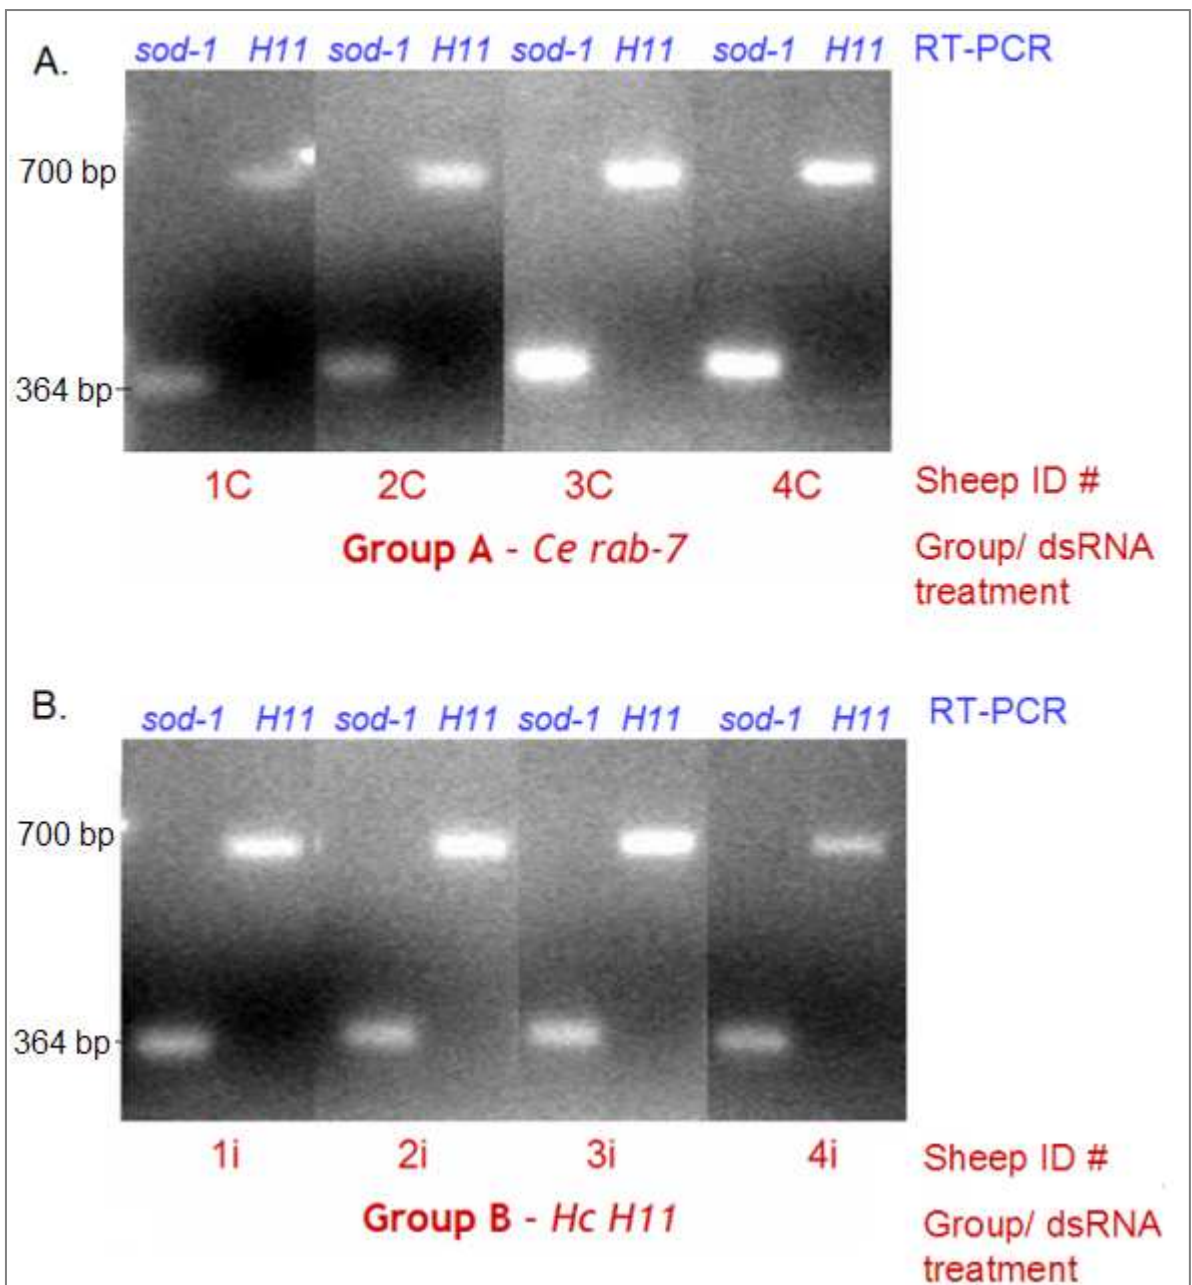 A.
sod-1 H11 sod-1 H11 sod-1 H11 sod-1 H11 RT-PCR
700 bp
364 bp
1C 2C 3C 4C Sheep ID #
Group A - Ce rab-7 Group/ dsRNA
treatment
B.
sod-1 H11 sod-1 H11 sod-1 H11 sod-1 H11 RT-PCR
700 bp
364 bp
1i 2i 3i 4i Sheep ID #
Group B - Hc H11 Group/ dsRNA
treatment